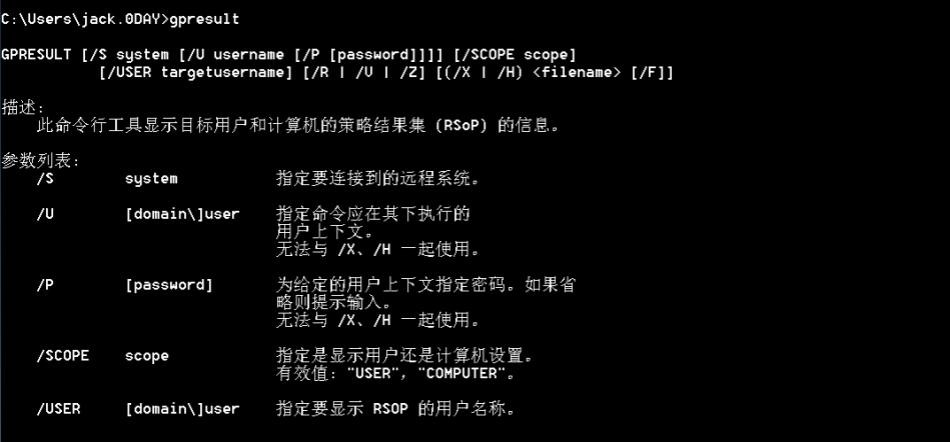 C:\Users\jack.0DAY>gpresult
GPRESULT [/S system [/U username [/P [password]]]] [/SCOPE scope]
[/USER targetusername] [/R | /V | /Z] [(/X | /H) <filename> [/F]]
描述:
此命令行工具显示目标用户和计算机的策略结果集 (RSoP) 的信息。
参数列表:
/S system 指定要连接到的远程系统。
/U [domain\]user 指定命令应在其下执行的
用户上下文。
无法与 /X、/H 一起使用。
/P [password] 为给定的用户上下文指定密码。如果省
略则提示输入。
无法与 /X、/H 一起使用。
/SCOPE scope 指定是显示用户还是计算机设置。
有效值: "USER", "COMPUTER"。
/USER [domain\]user 指定要显示 RSOP 的用户名称。